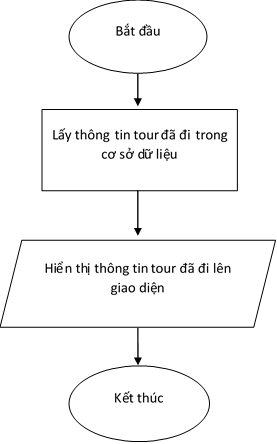 Bắt đầu
Lấy thông tin tour đã đi trong
cơ sở dữ liệu
Hiển thị thông tin tour đã đi lên
giao diện
Kết thúc